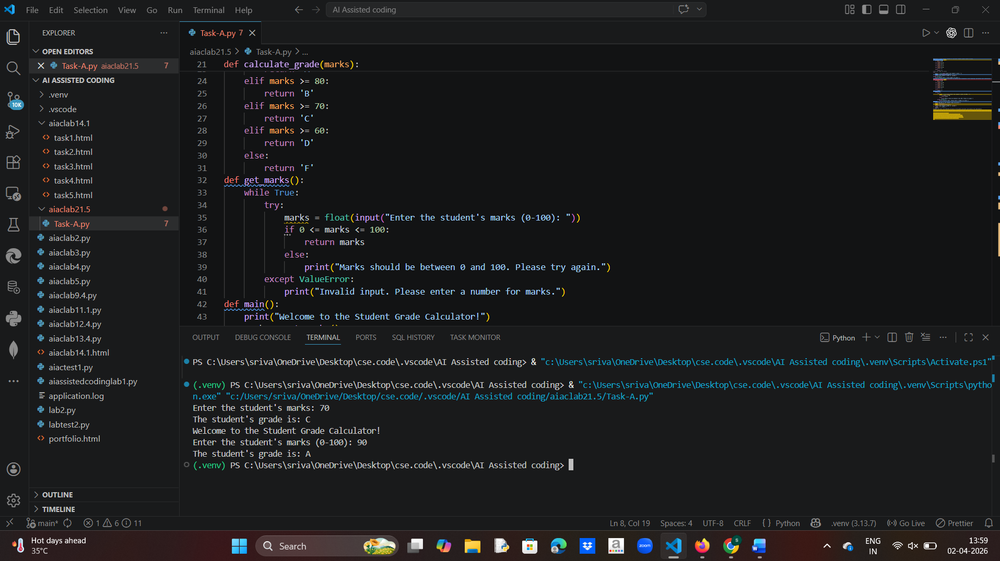 File Edit Selection View Go Run Terminal Help
AI Assisted coding
EXPLORER
OPEN EDITORS
Task-A.py aiaclab21.5 7
AI ASSISTED CODING
.venv
.vscode
aiaclab14.1
task1.html
task2.html
task3.html
task4.html
task5.html
aiaclab21.5
Task-A.py 7
aiaclab2.py
aiaclab3.py
aiaclab4.py
aiaclab5.py
aiaclab9.4.py
aiaclab11.1.py
aiaclab12.4.py
aiaclab13.4.py
aiaclab14.1.html
aiactest1.py
aiassistedcodinglab1.py
application.log
lab2.py
labtest2.py
portfolio.html
OUTLINE
TIMELINE
10K
Task-A.py 7
aiaclab21.5 > Task-A.py > ...
21 def calculate_grade(marks):
24 elif marks >= 80:
25 return 'B'
26 elif marks >= 70:
27 return 'C'
28 elif marks >= 60:
29 return 'D'
30 else:
31 return 'F'
32 def get_marks():
33 while True:
34 try:
35 marks = float(input("Enter the student's marks (0-100): "))
36 if 0 <= marks <= 100:
37 return marks
38 else:
39 print("Marks should be between 0 and 100. Please try again.")
40 except ValueError:
41 print("Invalid input. Please enter a number for marks.")
42 def main():
43 print("Welcome to the Student Grade Calculator!")
OUTPUT DEBUG CONSOLE TERMINAL PORTS SQL HISTORY TASK MONITOR
Python
PS C:\Users\sriva\OneDrive\Desktop\cse.code\.vscode\AI Assisted coding> & "c:\Users\sriva\OneDrive\Desktop\cse.code\.vscode\AI Assisted coding\.venv\Scripts\Activate.ps1"
(.venv) PS C:\Users\sriva\OneDrive\Desktop\cse.code\.vscode\AI Assisted coding> & "c:\Users\sriva\OneDrive\Desktop\cse.code\.vscode\AI Assisted coding\.venv\Scripts\pytho
n.exe" "c:/Users/sriva/OneDrive/Desktop/cse.code/.vscode/AI Assisted coding/aiaclab21.5/Task-A.py"
Enter the student's marks: 70
The student's grade is: C
Welcome to the Student Grade Calculator!
Enter the student's marks (0-100): 90
The student's grade is: A
(.venv) PS C:\Users\sriva\OneDrive\Desktop\cse.code\.vscode\AI Assisted coding>
main* 1 6 11
Ln 8, Col 19 Spaces: 4 UTF-8 CRLF { } Python .venv (3.13.7) Go Live Prettier
Hot days ahead
35°C
Search
zoom
ENG
IN
13:59
02-04-2026